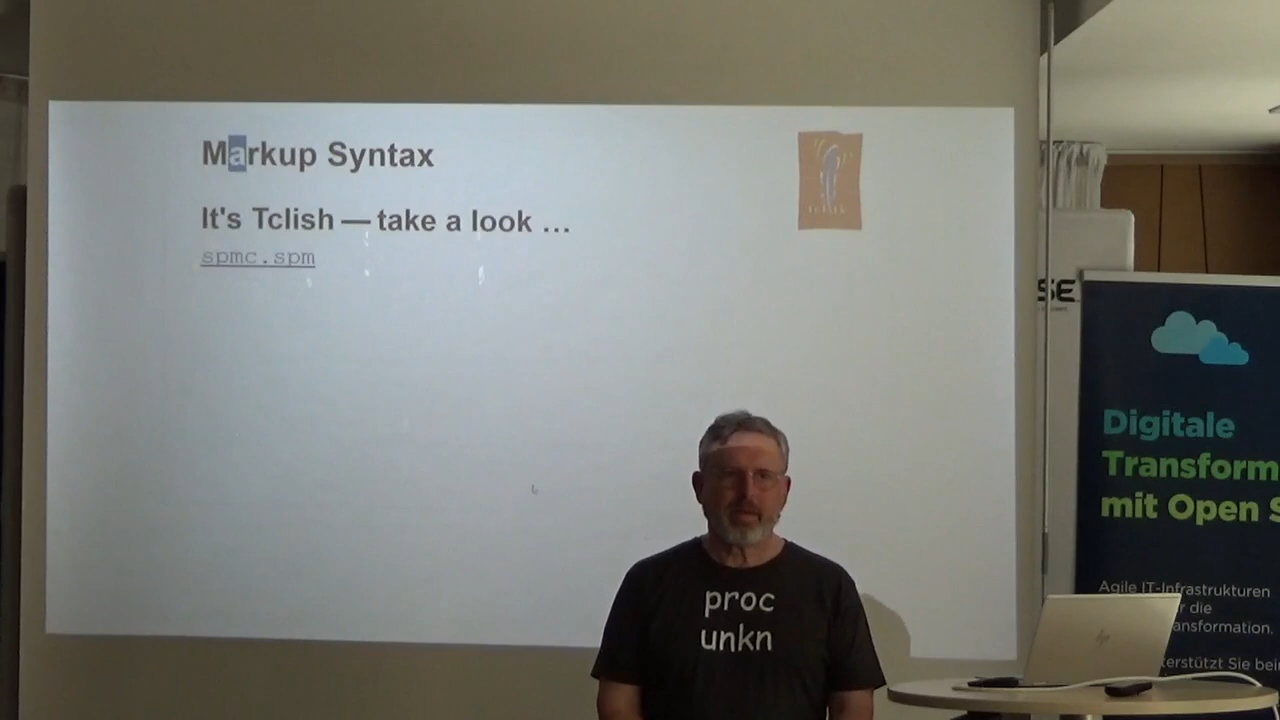 Markup Syntax
It's Tclish — take a look …
spmc.spm
proc
unkn
SE
Digitale
Transform
mit Open S
Agile IT-Infrastrukturen
r die
ansformation.
terstützt Sie bei